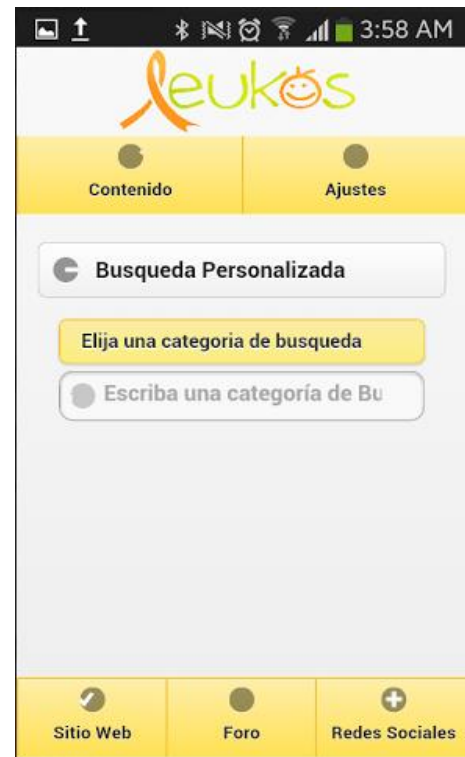 3:58 AM
leukos
Contenido Ajustes
Busqueda Personalizada
Elija una categoria de busqueda
Escriba una categoría de Bu
Sitio Web Foro Redes Sociales